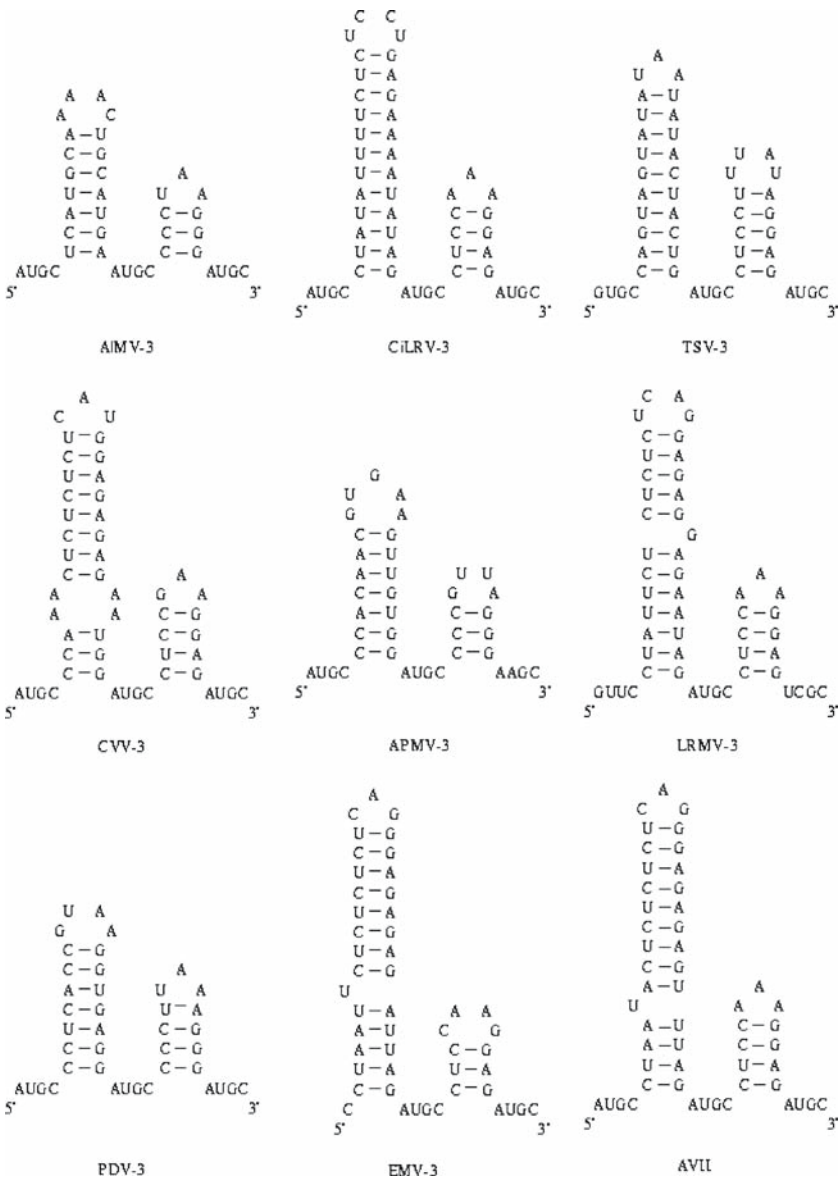 A A
A C
A–U
C–G
G–C A
U–A U A
A–U C–G
C–G C–G
U–A C–G
AUGC AUGC AUGC
5' 3'
AlMV-3
C C
U U
C–G
U–A
C–G
U–A
U–A
U–A
U–A A
A–U A A
U–A C–G
A–U C–G
U–A U–A
C–G C–G
AUGC AUGC AUGC
5' 3'
CiLRV-3
A
U A
A–U
U–A
A–U
U–A U A
G–C U U
A–U U–A
U–A C–G
G–C C–G
A–U U–A
C–G C–G
GUGC AUGC AUGC
5' 3'
TSV-3
A
C U
U–G
C–G
U–A
C–G
U–A
C–G
U–A
C–G A
A A G A
A A C–G
A–U C–G
C–G U–A
C–G C–G
AUGC AUGC AUGC
5' 3'
CVV-3
G
U A
G A
C–G
A–U
A–U U U
C–G G A
A–U C–G
C–G C–G
C–G C–G
AUGC AUGC AAGC
5' 3'
APMV-3
C A
U G
C–G
U–A
C–G
U–A
C–G
G
U–A
C–G A
U–A A A
U–A C–G
A–U C–G
U–A U–A
C–G C–G
GUUC AUGC UCGC
5' 3'
LRMV-3
U A
G A
C–G
C–G A
A–U U A
C–G U–A
U–A C–G
C–G C–G
C–G C–G
AUGC AUGC AUGC
5' 3'
PDV-3
A
C G
U–G
C–G
U–A
C–G
U–A
C–G
U–A
C–G
U
U–A A A
A–U C G
A–U C–G
U–A U–A
C–G C–G
C AUGC AUGC
5' 3'
EMV-3
A
C G
U–G
C–G
U–A
C–G
U–A
C–G
U–A
C–G
A–U A
U A A
A–U C–G
A–U C–G
U–A U–A
C–G C–G
AUGC AUGC AUGC
5' 3'
AVII